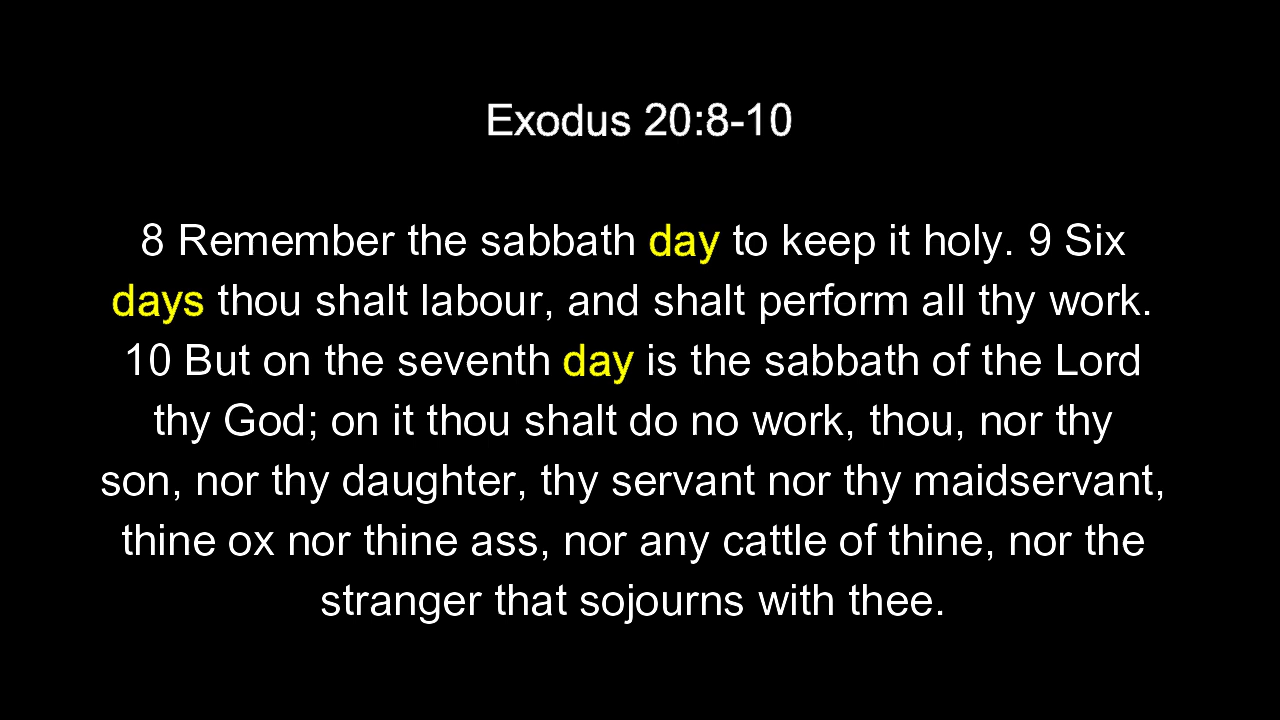 Exodus 20:8-10
8 Remember the sabbath day to keep it holy. 9 Six
days thou shalt labour, and shalt perform all thy work.
10 But on the seventh day is the sabbath of the Lord
thy God; on it thou shalt do no work, thou, nor thy
son, nor thy daughter, thy servant nor thy maidservant,
thine ox nor thine ass, nor any cattle of thine, nor the
stranger that sojourns with thee.